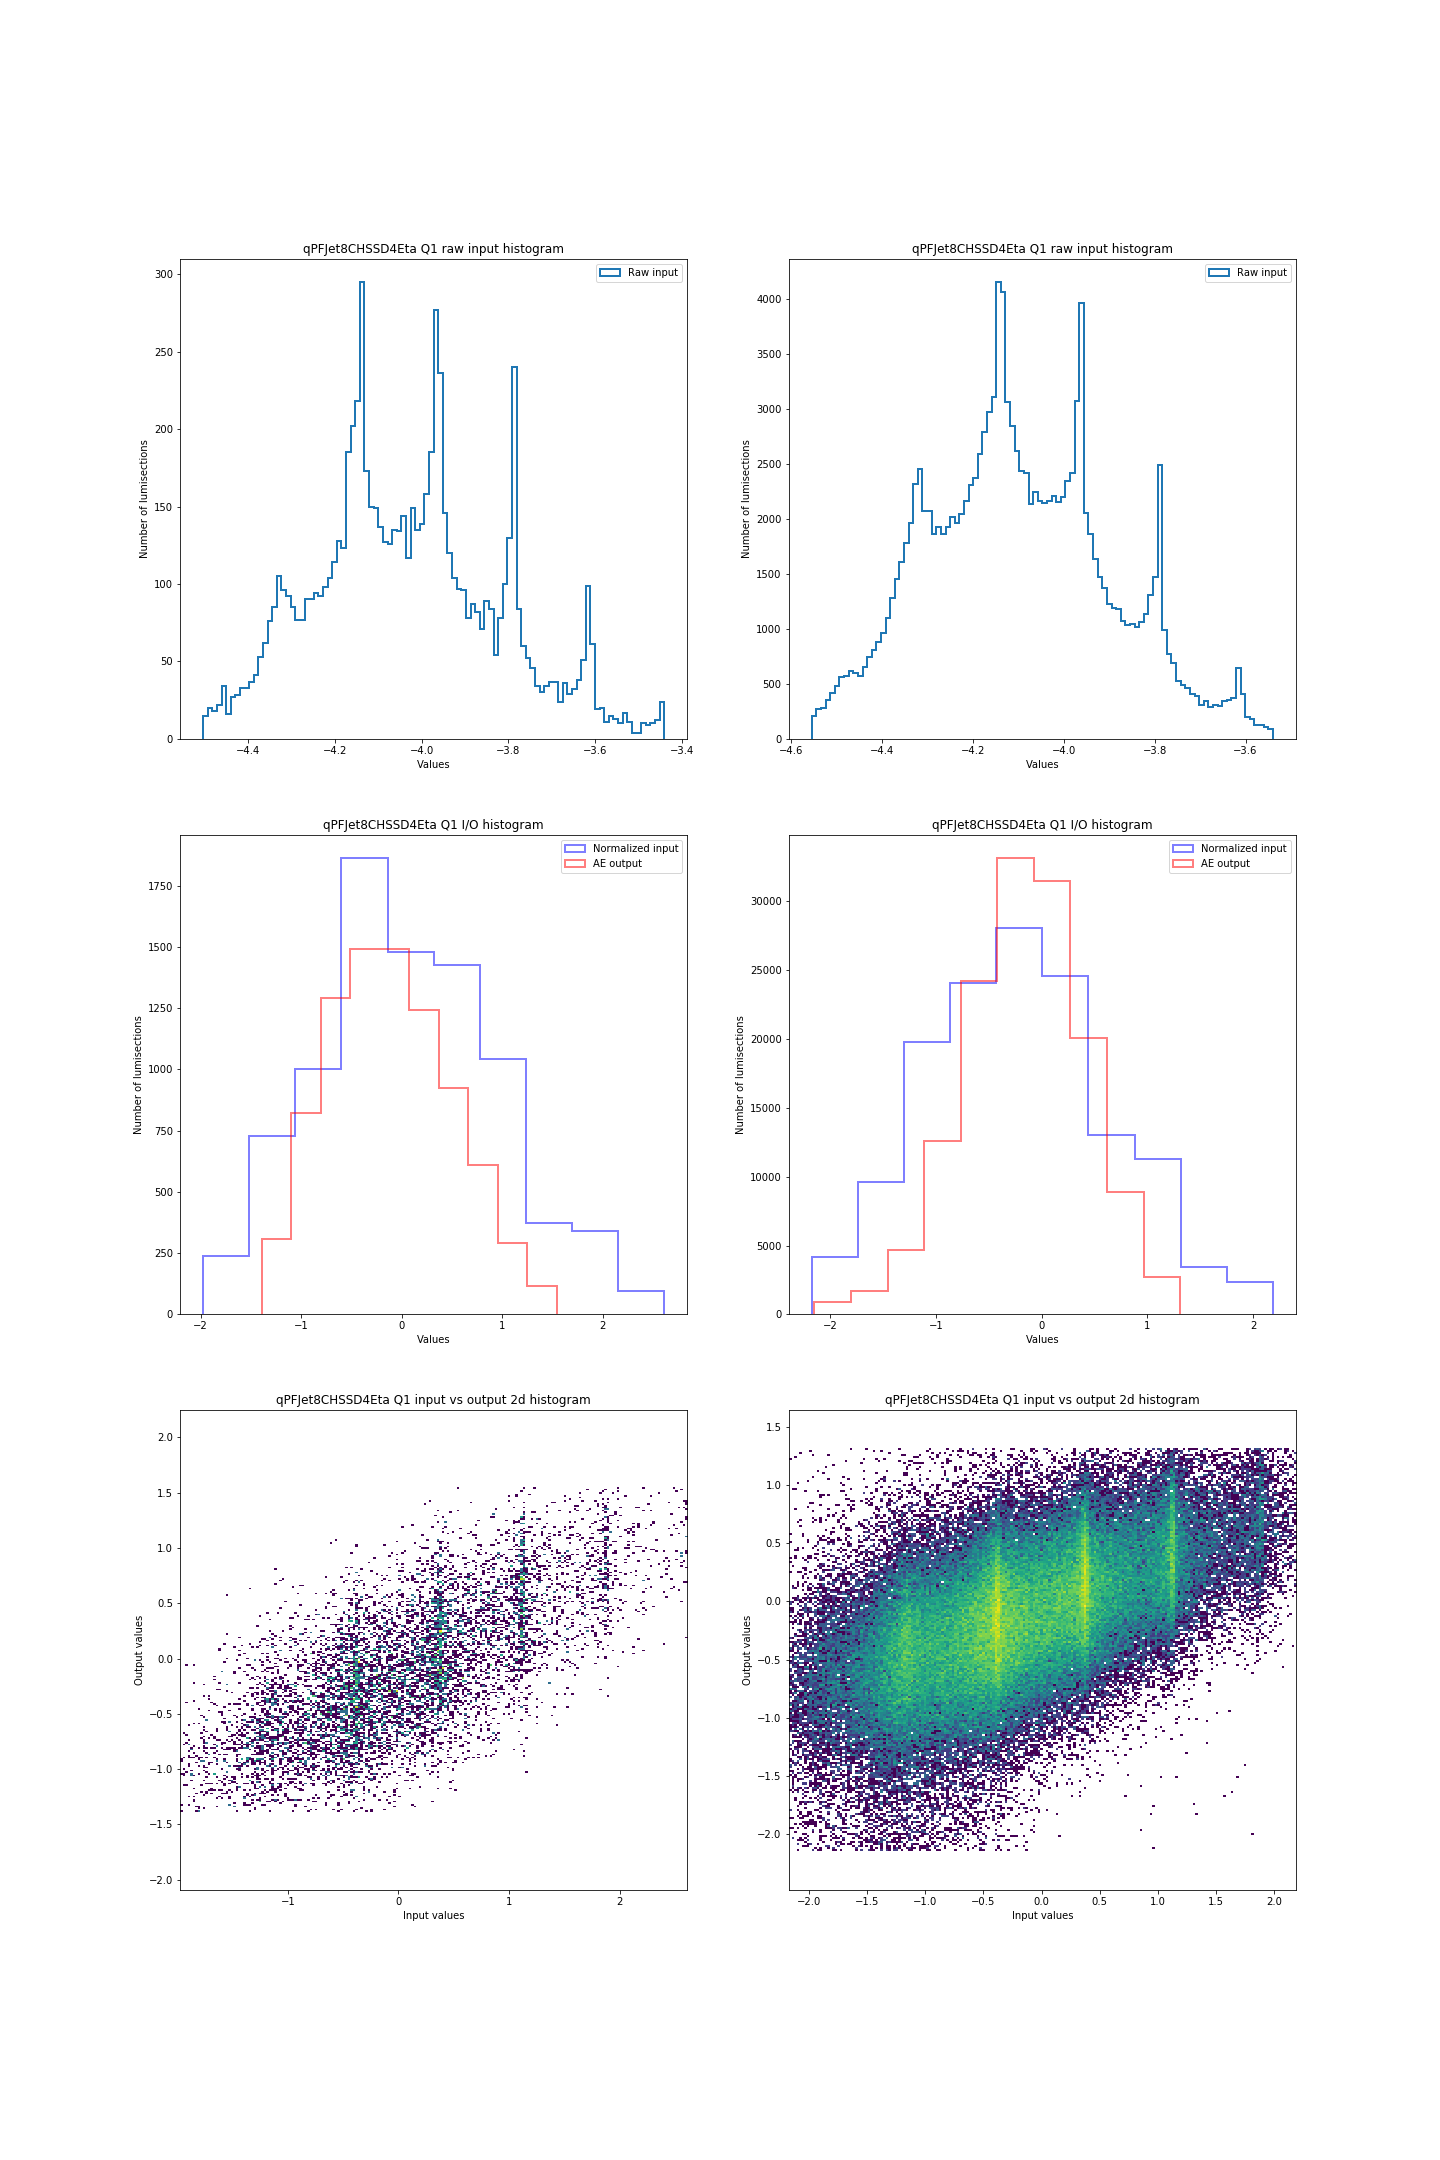 qPFJet8CHSSD4Eta Q1 raw input histogram
Raw input
300
250
200
150
100
50
0
Number of lumisections
−4.4 −4.2 −4.0 −3.8 −3.6 −3.4
Values
qPFJet8CHSSD4Eta Q1 raw input histogram
Raw input
4000
3500
3000
2500
2000
1500
1000
500
0
Number of lumisections
−4.6 −4.4 −4.2 −4.0 −3.8 −3.6
Values
qPFJet8CHSSD4Eta Q1 I/O histogram
Normalized input
AE output
1750
1500
1250
1000
750
500
250
0
Number of lumisections
−2 −1 0 1 2
Values
qPFJet8CHSSD4Eta Q1 I/O histogram
Normalized input
AE output
30000
25000
20000
15000
10000
5000
0
Number of lumisections
−2 −1 0 1 2
Values
qPFJet8CHSSD4Eta Q1 input vs output 2d histogram
2.0
1.5
1.0
0.5
0.0
−0.5
−1.0
−1.5
−2.0
Output values
−1 0 1 2
Input values
qPFJet8CHSSD4Eta Q1 input vs output 2d histogram
1.5
1.0
0.5
0.0
−0.5
−1.0
−1.5
−2.0
Output values
−2.0 −1.5 −1.0 −0.5 0.0 0.5 1.0 1.5 2.0
Input values